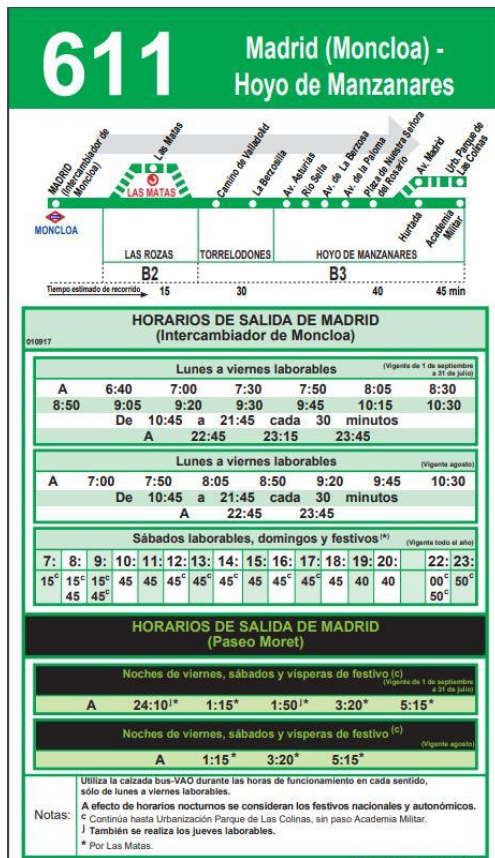 611
Madrid (Moncloa) -
Hoyo de Manzanares
MADRID
(Intercambiador de
Moncloa)
Las Matas
LAS MATAS
Camino de Valladolid
La Berzosilla
Av. Asturias
Río Sella
Av. de La Berzosa
Av. de la Paloma
Plaza de Nuestra Señora
del Rosario
Av. Madrid
Urb. Parque de
Las Colinas
Hurtada
Academia
Militar
MONCLOA
LAS ROZAS TORRELODONES HOYO DE MANZANARES
B2 B3
Tiempo estimado de recorrido 15 30 40 45 min
HORARIOS DE SALIDA DE MADRID
(Intercambiador de Moncloa)
010917
Lunes a viernes laborables (Vigente de 1 de septiembre
a 31 de julio)
A 6:40 7:00 7:30 7:50 8:05 8:30
8:50 9:05 9:20 9:30 9:45 10:15 10:30
De 10:45 a 21:45 cada 30 minutos
A 22:45 23:15 23:45
Lunes a viernes laborables (Vigente agosto)
A 7:00 7:50 8:05 8:50 9:20 9:45 10:30
De 10:45 a 21:45 cada 30 minutos
A 22:45 23:45
Sábados laborables, domingos y festivos(*) (Vigente todo el año)
7: 8: 9: 10: 11: 12: 13: 14: 15: 16: 17: 18: 19: 20: 22: 23:
15c 15c 15c 45 45 45c 45c 45c 45 45c 45c 45 40 40 00c 50c
45 45c 50c
HORARIOS DE SALIDA DE MADRID
(Paseo Moret)
Noches de viernes, sábados y vísperas de festivo (c)
(Vigente de 1 de septiembre
a 31 de julio)
A 24:10j* 1:15* 1:50j* 3:20* 5:15*
Noches de viernes, sábados y vísperas de festivo (c)
(Vigente agosto)
A 1:15* 3:20* 5:15*
Notas:
Utiliza la calzada bus-VAO durante las horas de funcionamiento en cada sentido,
sólo de lunes a viernes laborables.
A efecto de horarios nocturnos se consideran los festivos nacionales y autonómicos.
c Continúa hasta Urbanización Parque de Las Colinas, sin paso Academia Militar.
j También se realiza los jueves laborables.
* Por Las Matas.